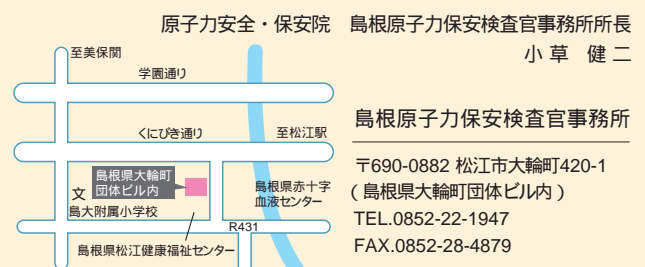 原子力安全・保安院　島根原子力保安検査官事務所所長
小草　健二
至美保関
学園通り
くにびき通り
至松江駅
島根県大輪町
団体ビル内
文
島大附属小学校
島根県赤十字
血液センター
R431
島根県松江健康福祉センター
島根原子力保安検査官事務所
〒690-0882 松江市大輪町420-1
（島根県大輪町団体ビル内）
TEL.0852-22-1947
FAX.0852-28-4879